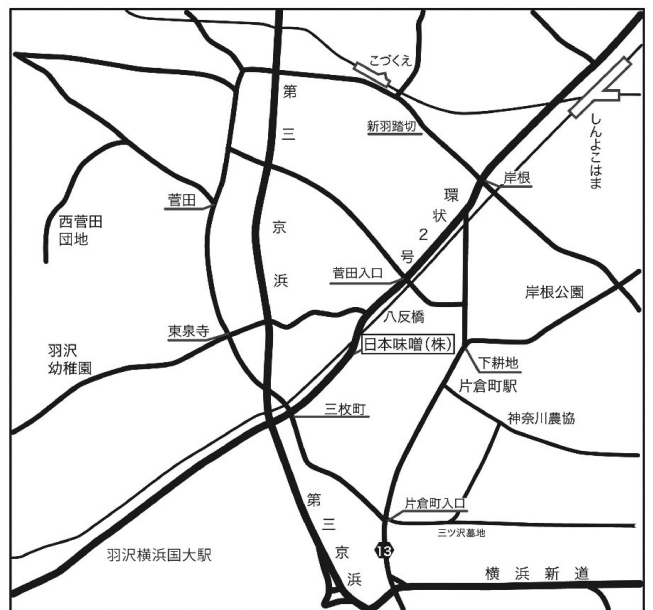 こづくえ
第三京浜
新羽踏切
しんよこはま
岸根
環状2号
菅田
西菅田
団地
菅田入口
岸根公園
八反橋
東泉寺
日本味噌(株)
羽沢
幼稚園
下耕地
片倉町駅
三枚町
神奈川農協
第三京浜
片倉町入口
三ツ沢墓地
13
羽沢横浜国大駅
横浜新道